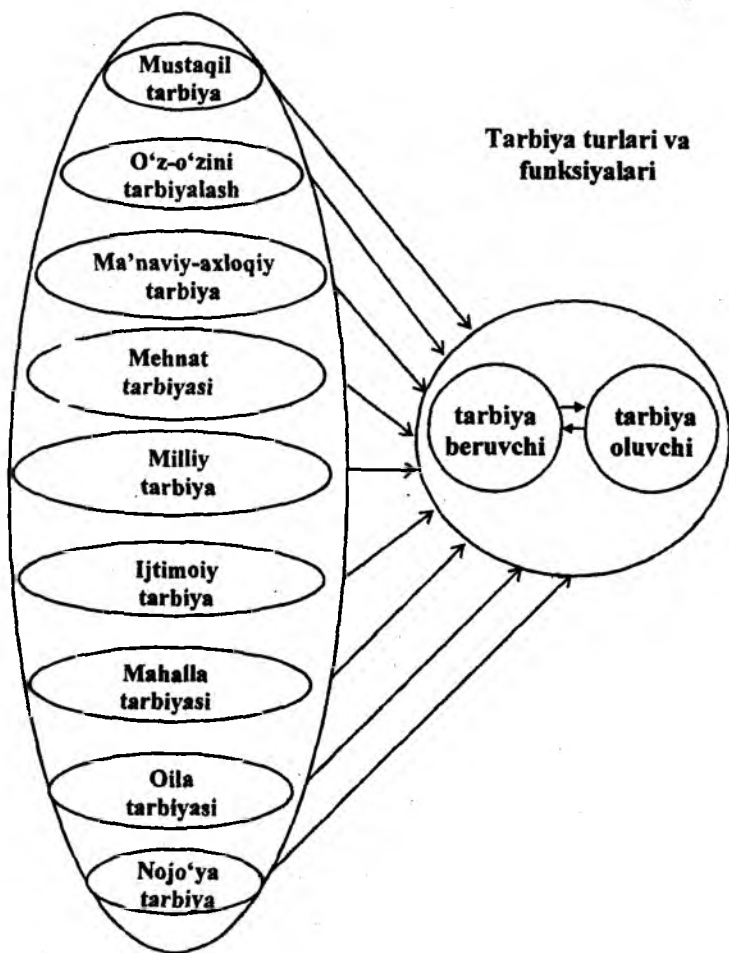 Mustaqil
tarbiya
O‘z-o‘zini
tarbiyalash
Ma’naviy-axloqiy
tarbiya
Mehnat
tarbiyasi
Milliy
tarbiya
Ijtimoiy
tarbiya
Mahalla
tarbiyasi
Oila
tarbiyasi
Nojo‘ya
tarbiya
Tarbiya turlari va
funksiyalari
tarbiya
beruvchi
tarbiya
oluvchi